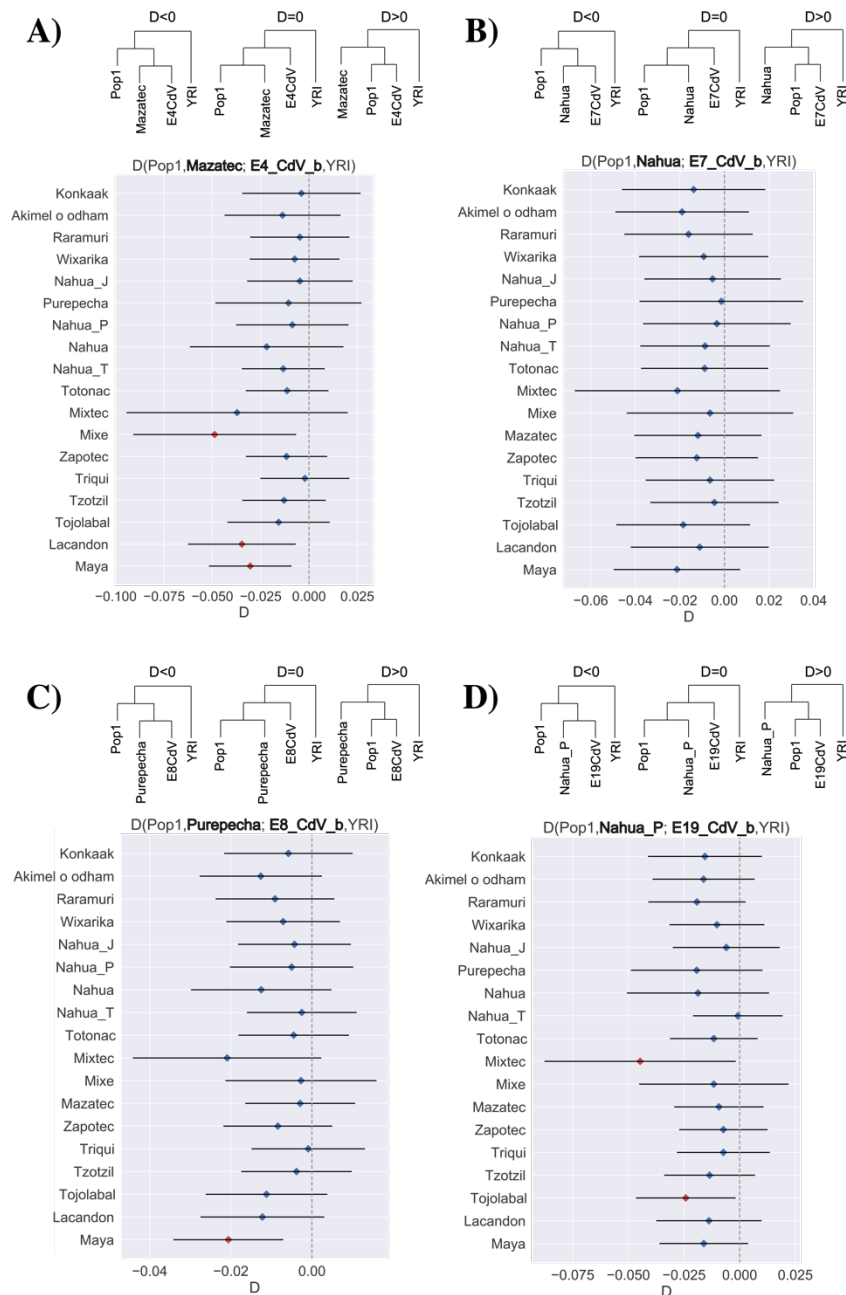 A)
D<0 D=0 D>0
Pop1 Mazatec E4CdV YRI Pop1 Mazatec E4CdV YRI Mazatec Pop1 E4CdV YRI
D(Pop1,Mazatec; E4_CdV_b,YRI)
Konkaak
Akimel o odham
Raramuri
Wixarika
Nahua_J
Purepecha
Nahua_P
Nahua
Nahua_T
Totonac
Mixtec
Mixe
Zapotec
Triqui
Tzotzil
Tojolabal
Lacandon
Maya
−0.100 −0.075 −0.050 −0.025 0.000 0.025
D
B)
D<0 D=0 D>0
Pop1 Nahua E7CdV YRI Pop1 Nahua E7CdV YRI Nahua Pop1 E7CdV YRI
D(Pop1,Nahua; E7_CdV_b,YRI)
Konkaak
Akimel o odham
Raramuri
Wixarika
Nahua_J
Purepecha
Nahua_P
Nahua_T
Totonac
Mixtec
Mixe
Mazatec
Zapotec
Triqui
Tzotzil
Tojolabal
Lacandon
Maya
−0.06 −0.04 −0.02 0.00 0.02 0.04
D
C)
D<0 D=0 D>0
Pop1 Purepecha E8CdV YRI Pop1 Purepecha E8CdV YRI Purepecha Pop1 E8CdV YRI
D(Pop1,Purepecha; E8_CdV_b,YRI)
Konkaak
Akimel o odham
Raramuri
Wixarika
Nahua_J
Nahua_P
Nahua
Nahua_T
Totonac
Mixtec
Mixe
Mazatec
Zapotec
Triqui
Tzotzil
Tojolabal
Lacandon
Maya
−0.04 −0.02 0.00
D
D)
D<0 D=0 D>0
Pop1 Nahua_P E19CdV YRI Pop1 Nahua_P E19CdV YRI Nahua_P Pop1 E19CdV YRI
D(Pop1,Nahua_P; E19_CdV_b,YRI)
Konkaak
Akimel o odham
Raramuri
Wixarika
Nahua_J
Purepecha
Nahua
Nahua_T
Totonac
Mixtec
Mixe
Mazatec
Zapotec
Triqui
Tzotzil
Tojolabal
Lacandon
Maya
−0.075 −0.050 −0.025 0.000 0.025
D